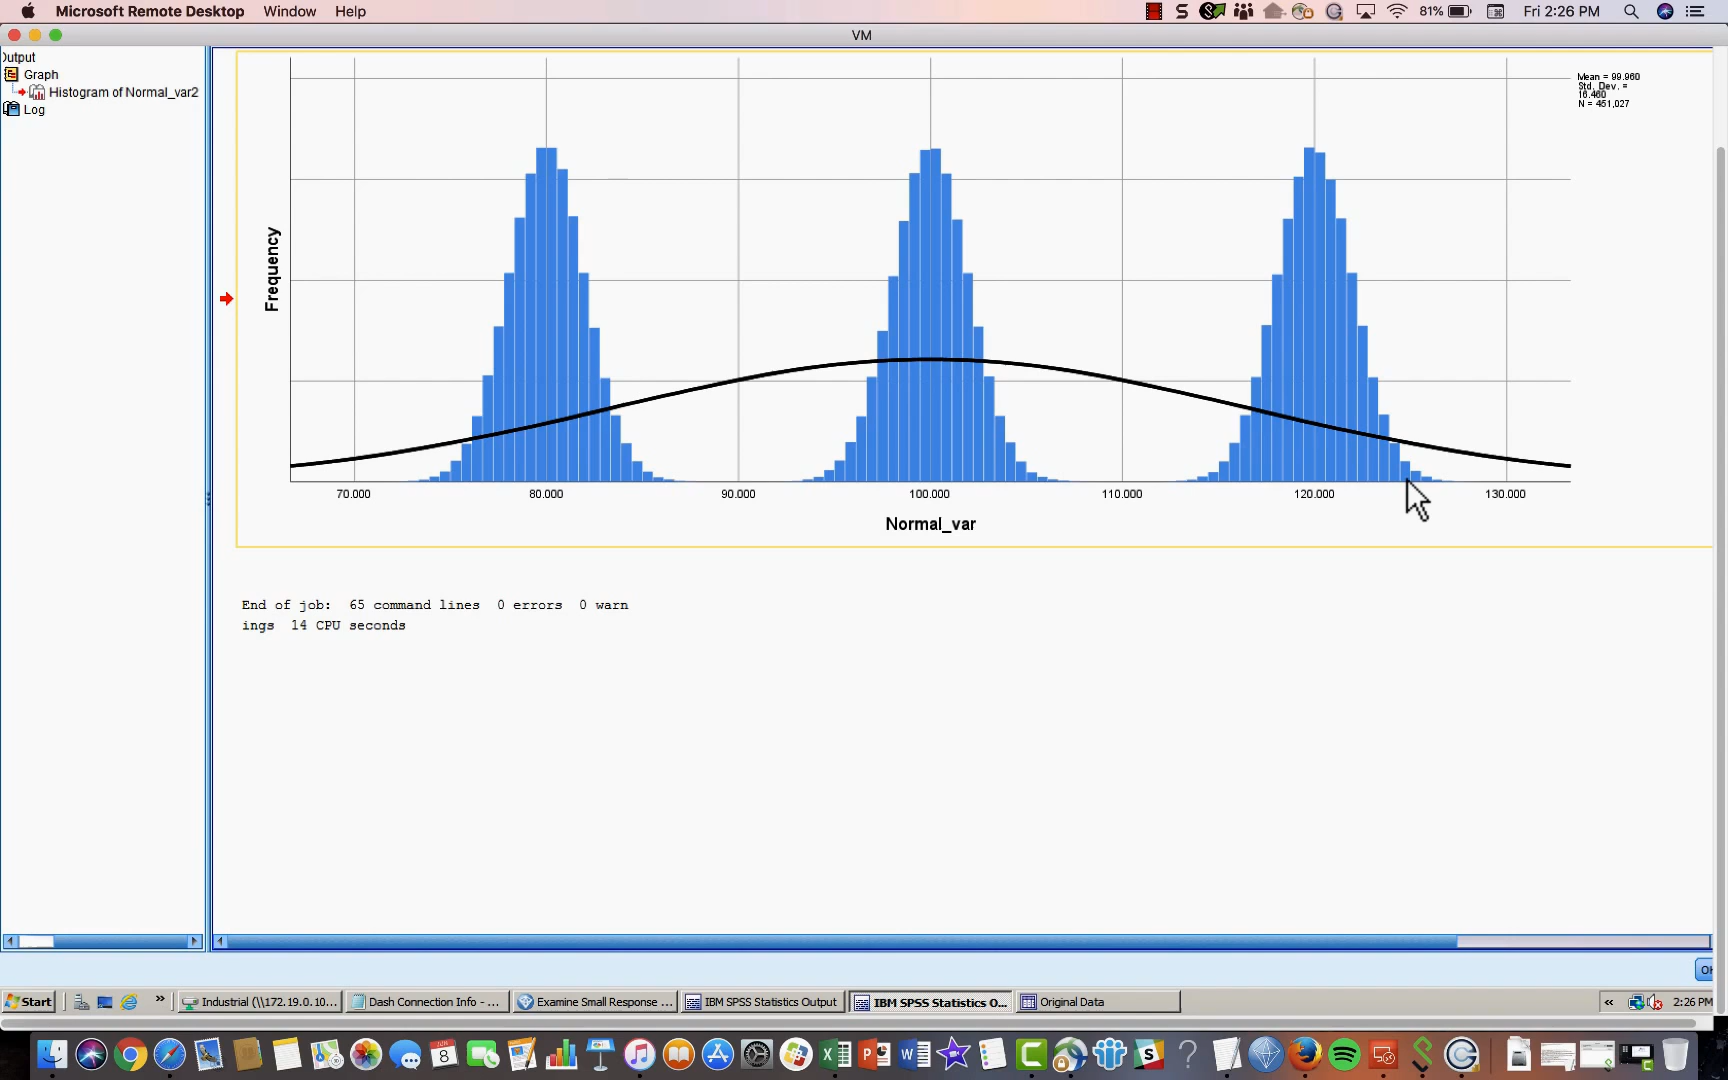 Microsoft Remote Desktop Window Help
81% Fri 2:26 PM
VM
Output
Graph
Histogram of Normal_var2
Log
Mean = 99.960
Std. Dev. =
16.460
N = 451,027
Frequency
70.000 80.000 90.000 100.000 110.000 120.000 130.000
Normal_var
End of job: 65 command lines 0 errors 0 warn
ings 14 CPU seconds
Start » Industrial (\\172.19.0.10... Dash Connection Info - ... Examine Small Response ... IBM SPSS Statistics Output IBM SPSS Statistics O... Original Data « 2:26 PM
JUN
8